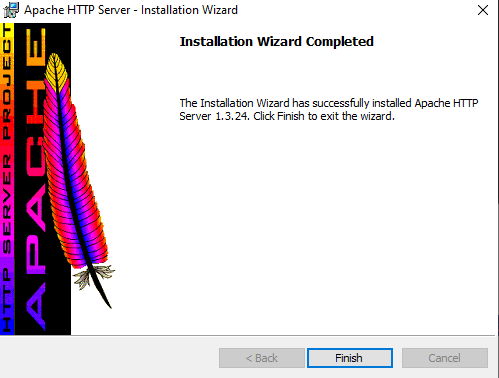 Apache HTTP Server - Installation Wizard
HTTP SERVER PROJECT
APACHE
Installation Wizard Completed
The Installation Wizard has successfully installed Apache HTTP
Server 1.3.24. Click Finish to exit the wizard.
< Back
Finish
Cancel